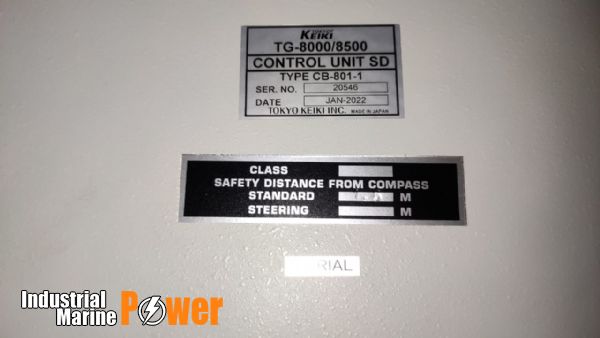 TOKYO
KEIKI
TG-8000/8500
CONTROL UNIT SD
TYPE CB-801-1
SER. NO. 20546
DATE JAN-2022
TOKYO KEIKI INC. MADE IN JAPAN
CLASS
SAFETY DISTANCE FROM COMPASS
STANDARD M
STEERING M
RIAL
Industrial
Marine
Power